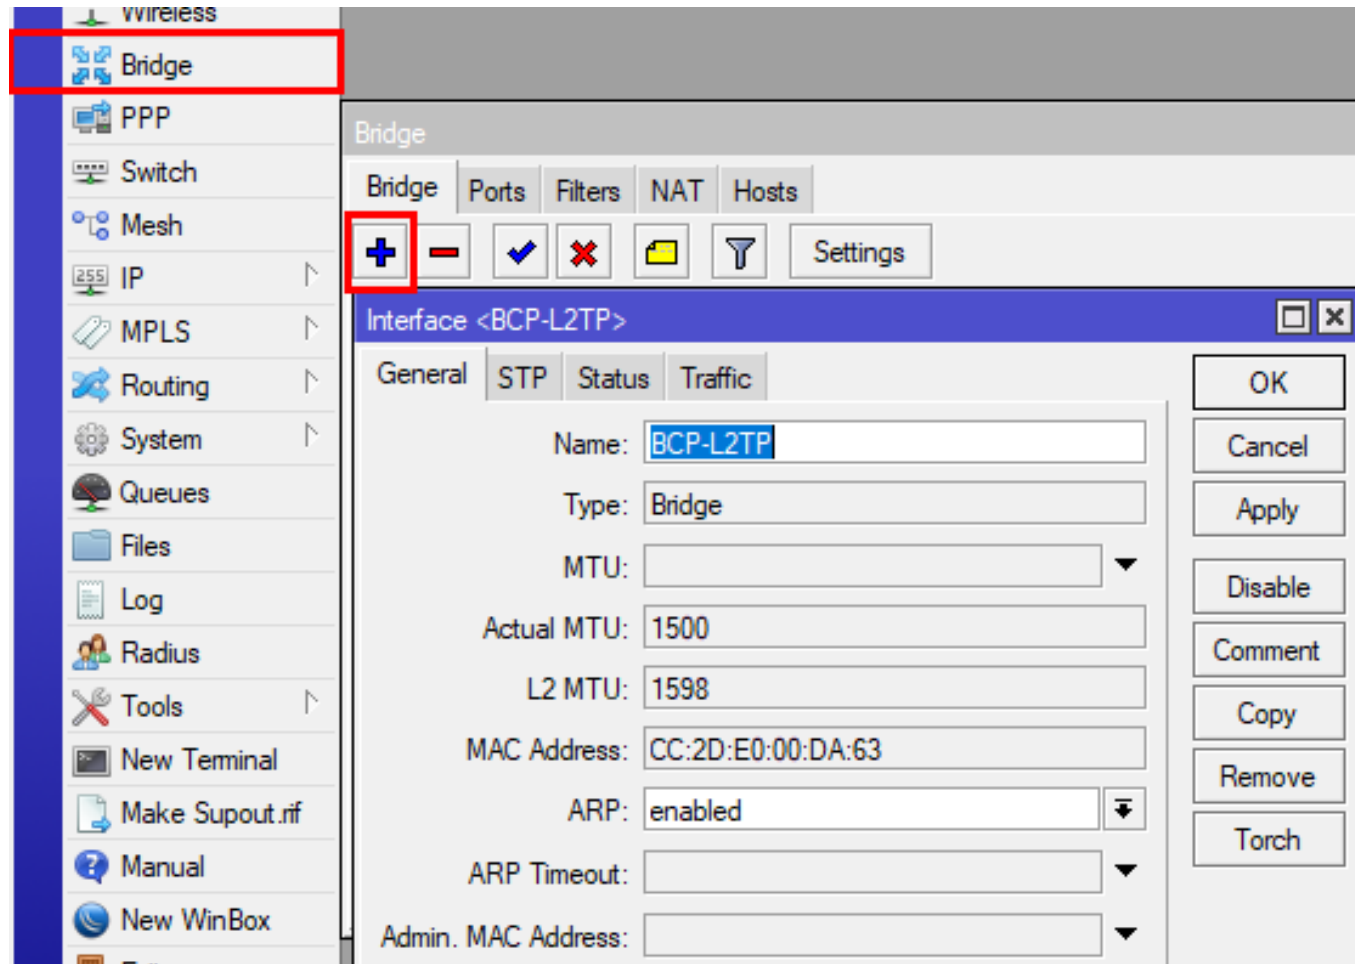 Wireless
Bridge
PPP
Switch
Mesh
255 IP
MPLS
Routing
System
Queues
Files
Log
Radius
Tools
New Terminal
Make Supout.rif
Manual
New WinBox
Bridge
Bridge Ports Filters NAT Hosts
Settings
Interface <BCP-L2TP>
General STP Status Traffic
Name: BCP-L2TP
Type: Bridge
MTU:
Actual MTU: 1500
L2 MTU: 1598
MAC Address: CC:2D:E0:00:DA:63
ARP: enabled
ARP Timeout:
Admin. MAC Address:
OK
Cancel
Apply
Disable
Comment
Copy
Remove
Torch